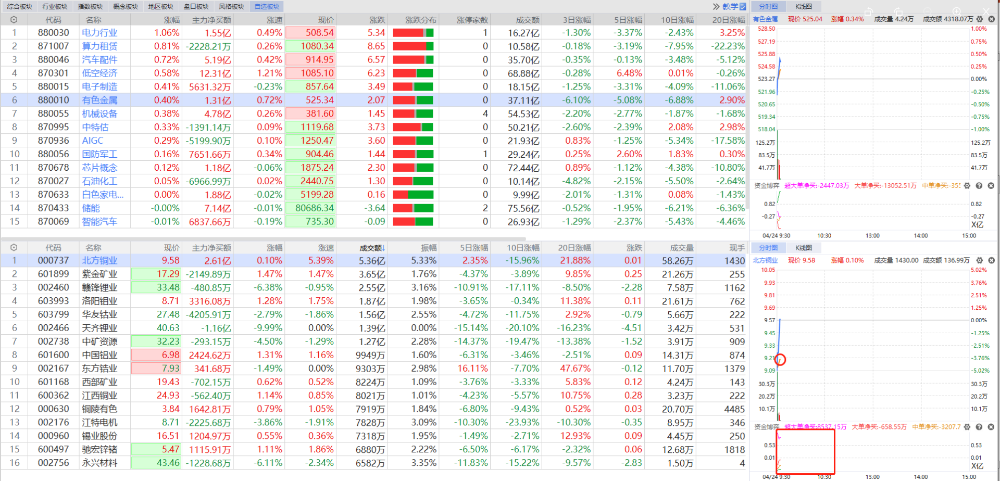 综合板块 行业板块 指数板块 概念板块 地区板块 盘口板块 风格板块 自选板块 教学
代码 名称 涨幅 主力净买额 涨速 现价 涨跌 涨跌分布 涨停家数 成交额 3日涨幅 5日涨幅 10日涨幅 20日涨幅
1 880030 电力行业 1.06% 1.55亿 0.49% 508.54 5.34 1 16.27亿 -1.30% -3.37% -2.43% 3.25%
2 871007 算力租赁 0.81% -2228.21万 0.26% 1080.34 8.65 0 10.58亿 -0.18% -3.19% -7.95% -22.23%
3 880046 汽车配件 0.72% 5.19亿 0.42% 914.95 6.57 0 35.70亿 -0.35% -0.13% -3.48% -5.12%
4 870301 低空经济 0.58% 12.31亿 1.21% 1085.10 6.23 0 68.88亿 -0.28% 6.48% 0.01% -0.26%
5 880015 电子制造 0.41% 5631.32万 -0.23% 857.64 3.49 0 18.15亿 -1.25% -3.31% -4.09% -11.06%
6 880010 有色金属 0.40% 1.31亿 0.72% 525.34 2.07 0 37.11亿 -6.10% -5.08% -6.88% 2.90%
7 880055 机械设备 0.38% 4.78亿 0.26% 381.60 1.45 4 54.53亿 -2.20% -2.77% -1.87% -1.68%
8 870995 中特估 0.33% -1391.14万 0.09% 1119.68 3.73 0 50.21亿 -2.60% -2.39% 2.08% 2.98%
9 870936 AIGC 0.29% -5199.90万 0.10% 1250.47 3.60 0 21.93亿 0.83% -1.25% -5.34% -17.58%
10 880056 国防军工 0.16% 7651.66万 0.34% 904.46 1.44 1 29.24亿 0.25% 2.60% 1.83% 0.30%
11 870678 芯片概念 0.12% 1.18亿 -0.06% 1875.24 2.30 0 72.44亿 0.89% -1.12% -4.38% -10.80%
12 870027 石油化工 0.05% -6966.99万 0.02% 2440.75 1.30 0 10.14亿 -4.82% -2.15% -5.50% -2.64%
13 870633 白色家电... 0.00% 1.88亿 -0.02% 5199.28 0.16 0 9.99亿 -2.01% -1.31% 0.08% -1.43%
14 870433 储能 -0.00% 7.14亿 -0.01% 80686.34 -3.64 2 75.56亿 -0.52% -1.95% -6.21% -6.36%
15 870069 智能汽车 -0.01% 6837.66万 -0.19% 735.30 -0.09 0 26.93亿 -1.29% -2.37% -5.43% -4.46%
代码 名称 现价 主力净买额 涨幅 涨速 成交额↓ 振幅 5日涨幅 10日涨幅 20日涨幅 涨跌 成交量 现手
1 000737 北方铜业 9.58 2.61亿 0.10% 5.39% 5.36亿 5.33% 2.35% -15.96% 21.88% 0.01 58.26万 1430
2 601899 紫金矿业 17.29 -2149.89万 1.47% 1.47% 3.65亿 1.76% -4.37% -3.89% 9.85% 0.25 21.26万 255
3 002460 赣锋锂业 33.48 -480.85万 -6.38% -0.95% 2.55亿 3.16% -10.91% -17.11% -8.50% -2.28 7.58万 1162
4 603993 洛阳钼业 8.71 3316.08万 1.28% 1.75% 1.87亿 1.98% -3.65% -0.34% 11.38% 0.11 21.61万 762
5 603799 华友钴业 27.48 -4205.91万 -2.79% -1.86% 1.56亿 2.55% -4.72% -11.75% 2.92% -0.79 5.66万 222
6 002466 天齐锂业 40.63 -1.16亿 -9.99% 0.00% 1.39亿 0.00% -15.14% -20.10% -16.23% -4.51 3.42万 531
7 002738 中矿资源 32.23 -293.15万 -4.50% -1.29% 1.27亿 2.28% -14.37% -19.47% -13.38% -1.52 3.91万 909
8 601600 中国铝业 6.98 2424.62万 1.31% 1.16% 9949万 1.60% -6.31% -3.46% -2.51% 0.09 14.31万 874
9 002167 东方锆业 7.93 341.68万 -1.49% 0.00% 9303万 2.98% 16.11% -7.70% 47.67% -0.12 11.70万 1379
10 601168 西部矿业 19.43 -702.15万 0.62% 0.52% 8224万 1.09% -3.76% -3.33% 5.83% 0.12 4.24万 143
11 600362 江西铜业 24.93 -562.40万 1.14% 0.85% 8021万 1.01% -4.23% -5.57% 10.75% 0.28 3.23万 222
12 000630 铜陵有色 3.84 1642.81万 0.79% 1.05% 7919万 1.84% -6.80% -9.43% 0.52% 0.03 20.70万 4485
13 002176 江特电机 8.71 -2225.68万 -3.86% -1.91% 7828万 3.09% -10.30% -23.93% -10.30% -0.35 8.95万 346
14 000960 锡业股份 16.51 1204.97万 0.55% 0.36% 7318万 1.95% -1.49% -2.71% 12.93% 0.09 4.45万 250
15 600497 驰宏锌锗 5.47 1115.91万 1.11% 1.86% 6880万 2.22% -6.50% -6.17% -2.32% 0.06 12.68万 1818
16 002756 永兴材料 43.46 -1228.68万 -6.11% -2.34% 6582万 3.35% -11.83% -15.22% -9.57% -2.83 1.50万 4
分时图 K线图
有色金属 现价 525.04 涨幅 0.34% 成交量 4.24万 成交额 4318.07万
528.50 1.00%
527.19 0.75%
525.88 0.50%
524.58 0.25%
523.27 0.00%
521.96 -0.25%
520.65 -0.50%
519.34 -0.75%
518.04 -1.00%
125.2万 125.2万
83.5万 83.5万
41.7万 41.7万
资金博弈 超大单净买:-2447.03万 大单净买:-13052.51万 中单净买:-355
0.82 0.82
-0.27 -0.27
X亿
04/24 9:30 10:30 13:00 14:00 15:00
分时图 K线图
北方铜业 现价 9.58 涨幅 0.10% 成交量 1430.00 成交额 136.99万
10.05 5.02%
9.93 3.76%
9.81 2.51%
9.69 1.25%
9.57 0.00%
9.45 -1.25%
9.33 -2.51%
9.21 -3.76%
9.09 -5.02%
30.3万 30.3万
20.2万 20.2万
10.1万 10.1万
资金博弈 超大单净买:8537.15万 大单净买:-658.55万 中单净买:-3207.7
0.53 0.53
0.01 0.01
X亿
04/24 9:30 10:30 13:00 14:00 15:00